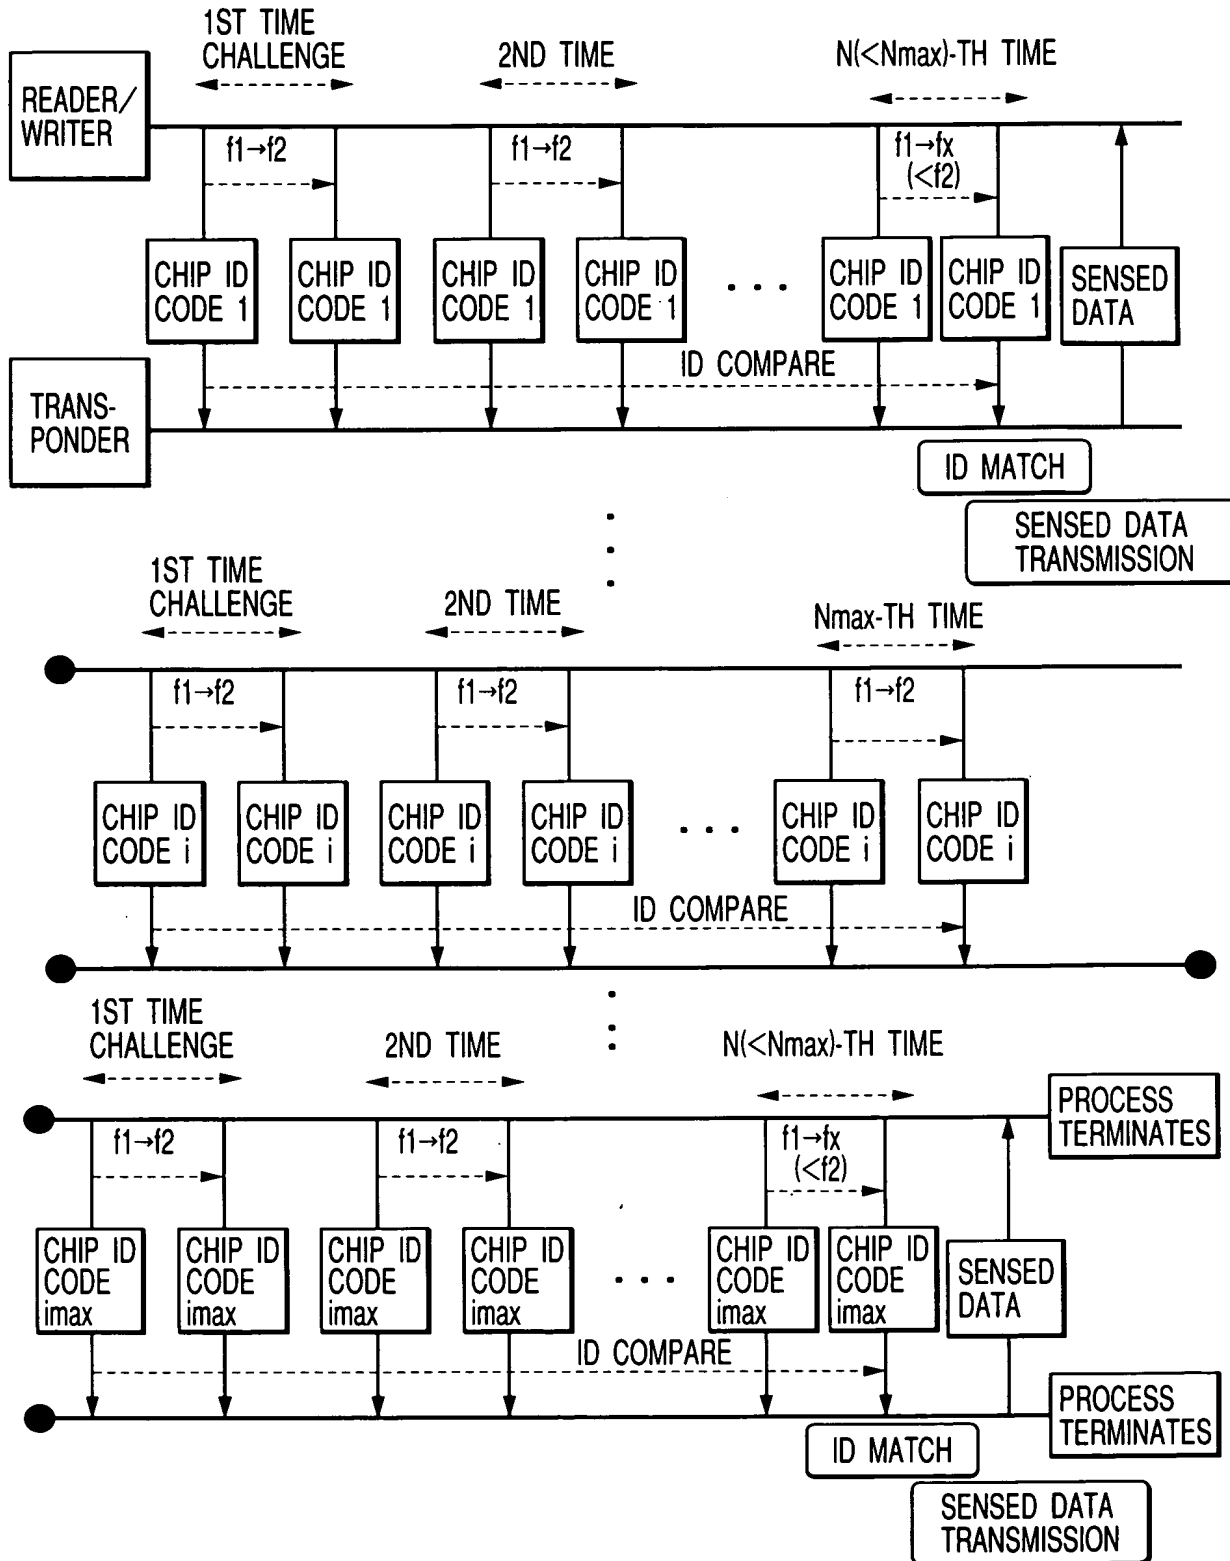 1ST TIME
CHALLENGE
2ND TIME
N(<Nmax)-TH TIME
READER/
WRITER
f1→f2
f1→f2
f1→fx
(<f2)
CHIP ID
CODE 1
CHIP ID
CODE 1
CHIP ID
CODE 1
CHIP ID
CODE 1
. . .
CHIP ID
CODE 1
CHIP ID
CODE 1
SENSED
DATA
ID COMPARE
TRANS-
PONDER
ID MATCH
SENSED DATA
TRANSMISSION
1ST TIME
CHALLENGE
2ND TIME
Nmax-TH TIME
f1→f2
f1→f2
f1→f2
CHIP ID
CODE i
CHIP ID
CODE i
CHIP ID
CODE i
CHIP ID
CODE i
. . .
CHIP ID
CODE i
CHIP ID
CODE i
ID COMPARE
1ST TIME
CHALLENGE
2ND TIME
N(<Nmax)-TH TIME
PROCESS
TERMINATES
f1→f2
f1→f2
f1→fx
(<f2)
CHIP ID
CODE
imax
CHIP ID
CODE
imax
CHIP ID
CODE
imax
CHIP ID
CODE
imax
. . .
CHIP ID
CODE
imax
CHIP ID
CODE
imax
SENSED
DATA
ID COMPARE
PROCESS
TERMINATES
ID MATCH
SENSED DATA
TRANSMISSION